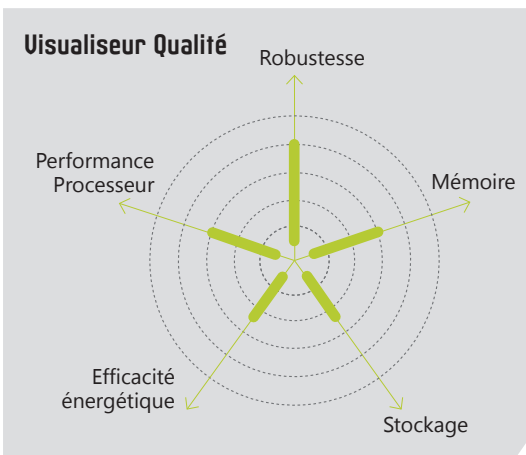 Visualiseur Qualité
Robustesse
Performance
Processeur
Mémoire
Efficacité
énergétique
Stockage